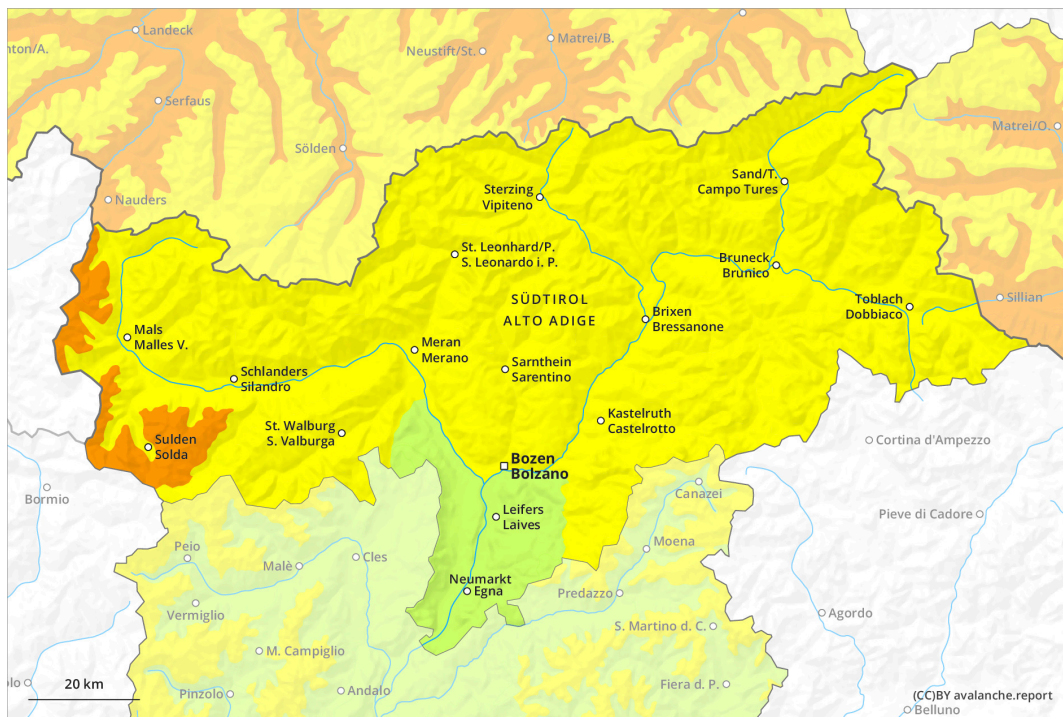 Landeck
Matrei/B.
Neustift/St.
nton/A.
Serfaus
Matrei/O.
Sölden
Sand/T.
Campo Tures
Sterzing
Vipiteno
Nauders
St. Leonhard/P.
S. Leonardo i. P.
Bruneck
Brunico
SÜDTIROL
ALTO ADIGE
Toblach
Dobbiaco
Sillian
Brixen
Bressanone
Mals
Malles V.
Meran
Merano
Sarnthein
Sarentino
Schlanders
Silandro
Kastelruth
Castelrotto
St. Walburg
S. Valburga
Sulden
Solda
Cortina d'Ampezzo
Bozen
Bolzano
Bormio
Canazei
Leifers
Laives
Pieve di Cadore
Peio
Malè
Cles
Moena
Neumarkt
Egna
Predazzo
Vermiglio
Agordo
S. Martino d. C.
M. Campiglio
20 km
olo
Pinzolo
Andalo
Fiera d. P.
(CC)BY avalanche.report
Belluno